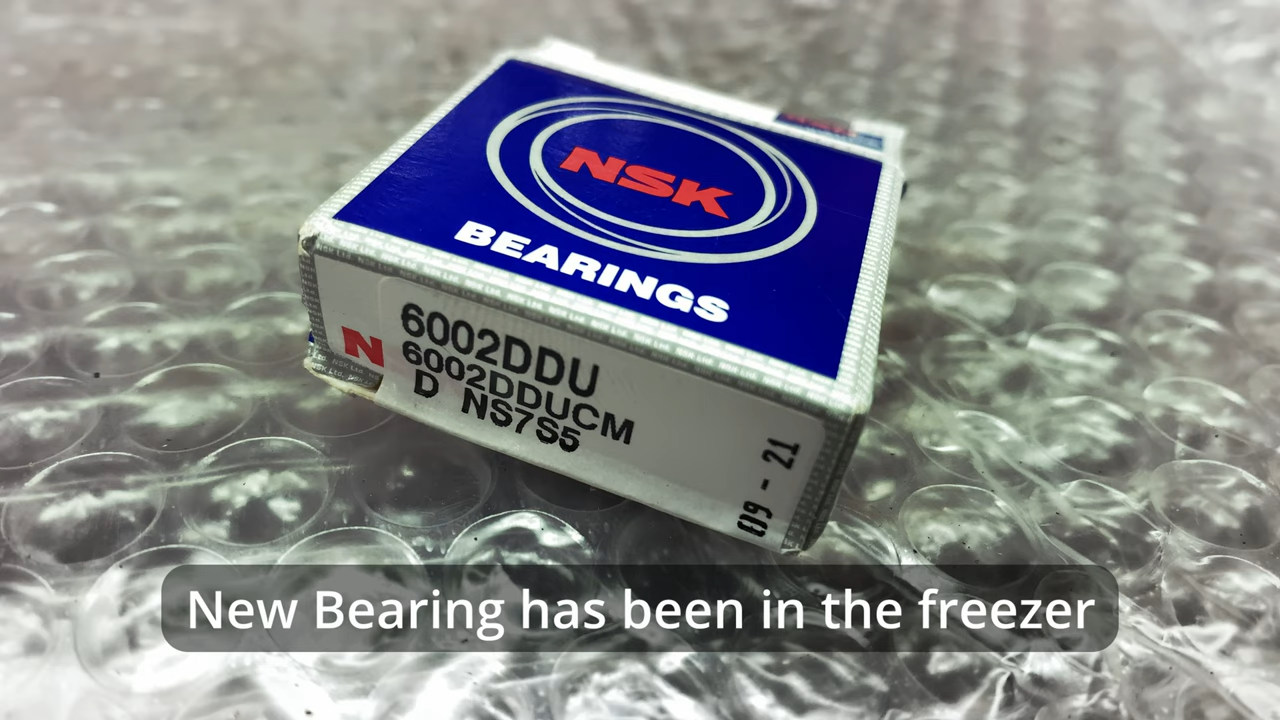 NSK
BEARINGS
N
6002DDU
6002DDUCM
D NS7S5
09 - 21
New Bearing has been in the freezer